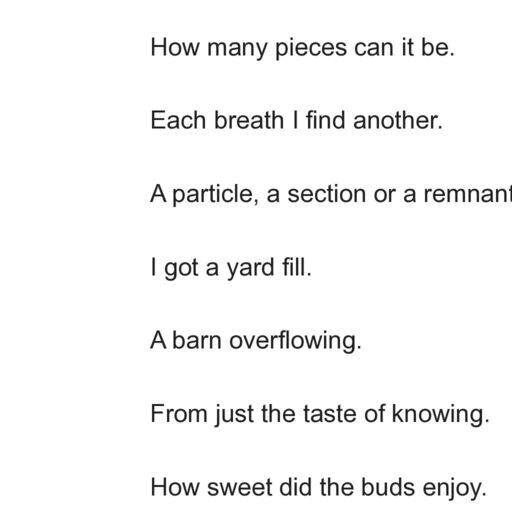 How many pieces can it be.
Each breath I find another.
A particle, a section or a remnant
I got a yard fill.
A barn overflowing.
From just the taste of knowing.
How sweet did the buds enjoy.